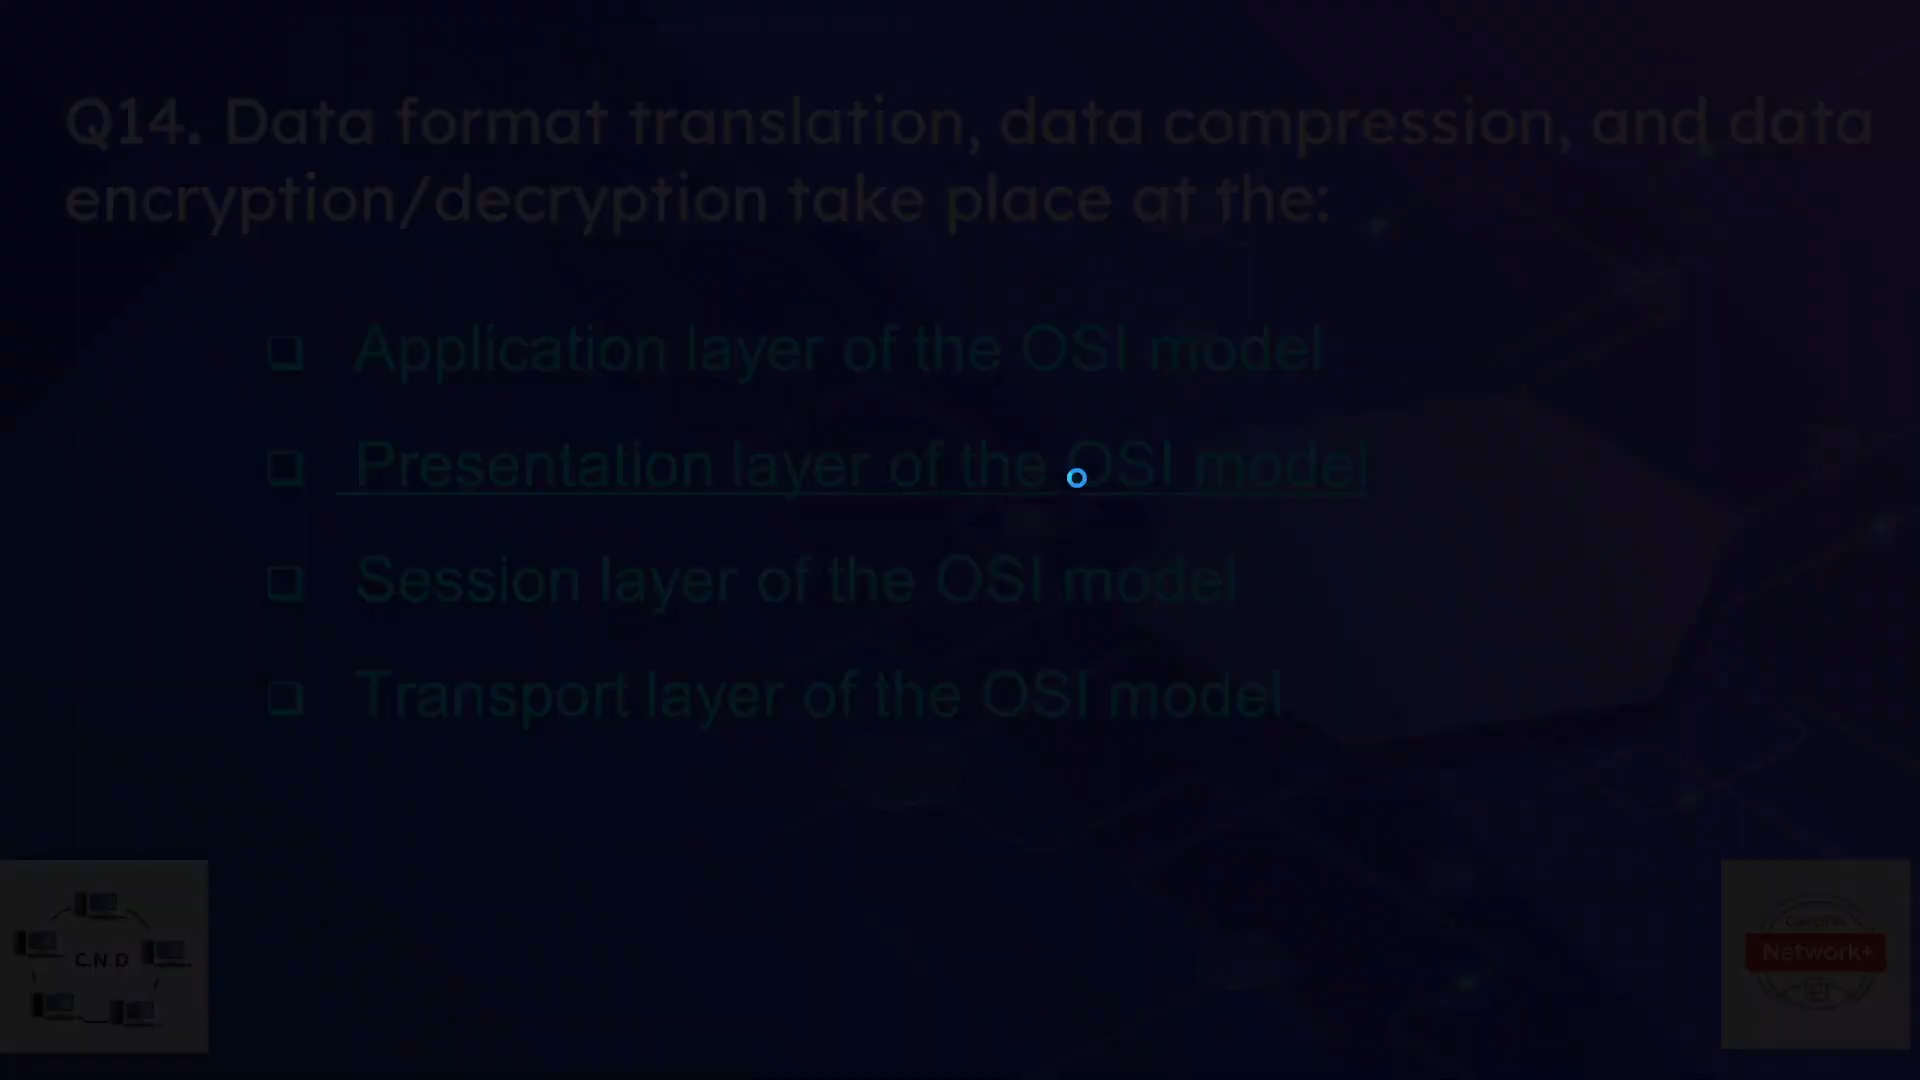 Q14. Data format translation, data compression, and data
encryption/decryption take place at the:
❑ Application layer of the OSI model
❑ Presentation layer of the OSI model
❑ Session layer of the OSI model
❑ Transport layer of the OSI model
C.N.D
CompTIA
Network+